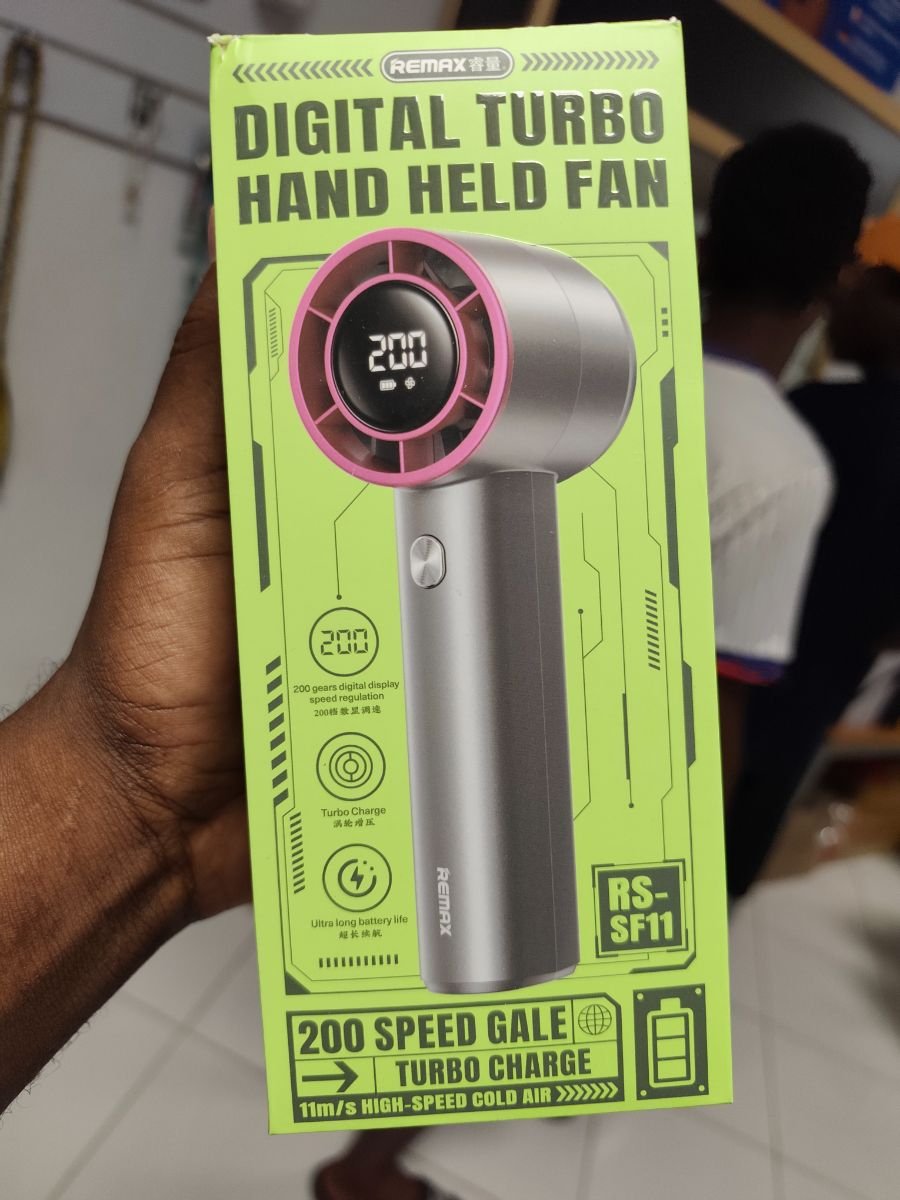 REMAX睿量
DIGITAL TURBO
HAND HELD FAN
200
200
200 gears digital display
speed regulation
200档数显调速
Turbo Charge
涡轮增压
Ultra long battery life
超长续航
REMAX
RS-
SF11
200 SPEED GALE
TURBO CHARGE
11m/s HIGH-SPEED COLD AIR